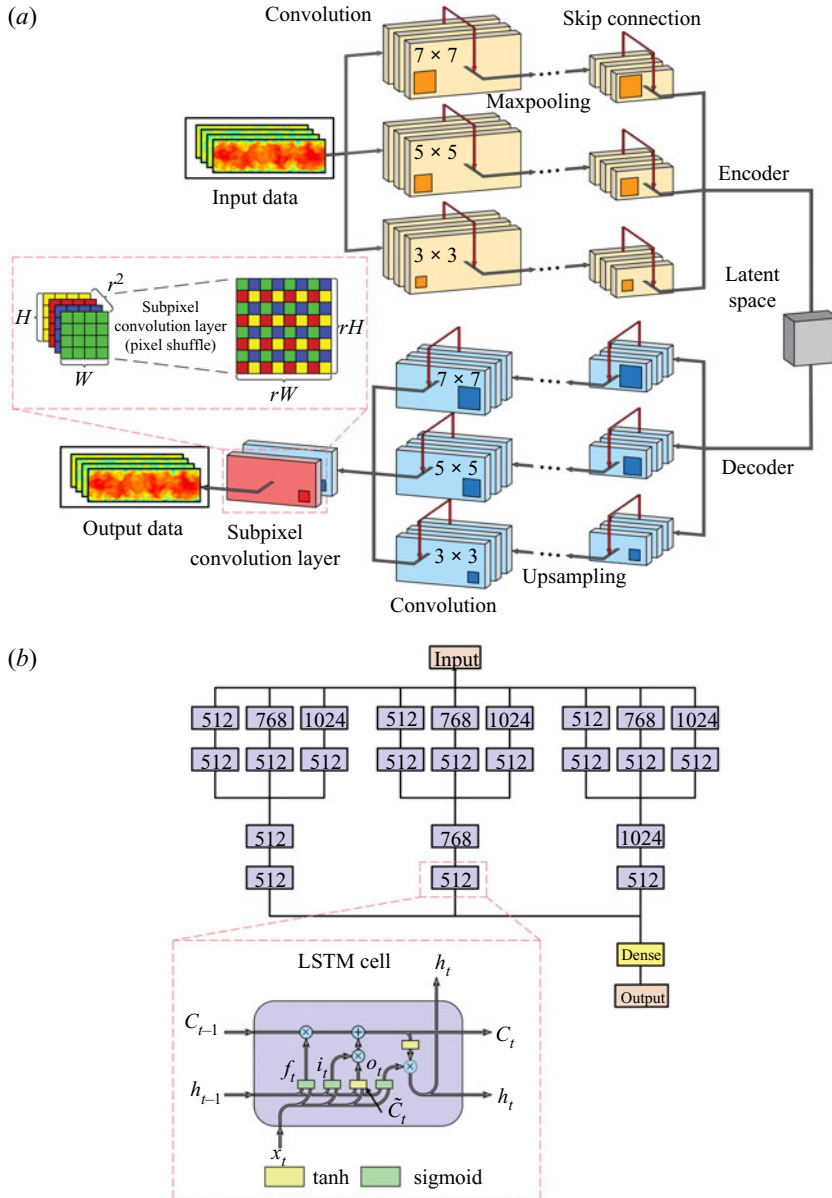 (a)
Convolution
Skip connection
7 × 7
Maxpooling
5 × 5
Encoder
Input data
3 × 3
Latent
space
r²
H
Subpixel
convolution layer
(pixel shuffle)
rH
W
rW
7 × 7
5 × 5
Decoder
Output data
Subpixel
convolution layer
3 × 3
Upsampling
Convolution
(b)
Input
512 768 1024 512 768 1024 512 768 1024
512 512 512 512 512 512 512 512 512
512 768 1024
512 512 512
Dense
Output
LSTM cell
hₜ
Cₜ₋₁
Cₜ
fₜ iₜ oₜ
hₜ₋₁
hₜ
C̃ₜ
xₜ
tanh sigmoid